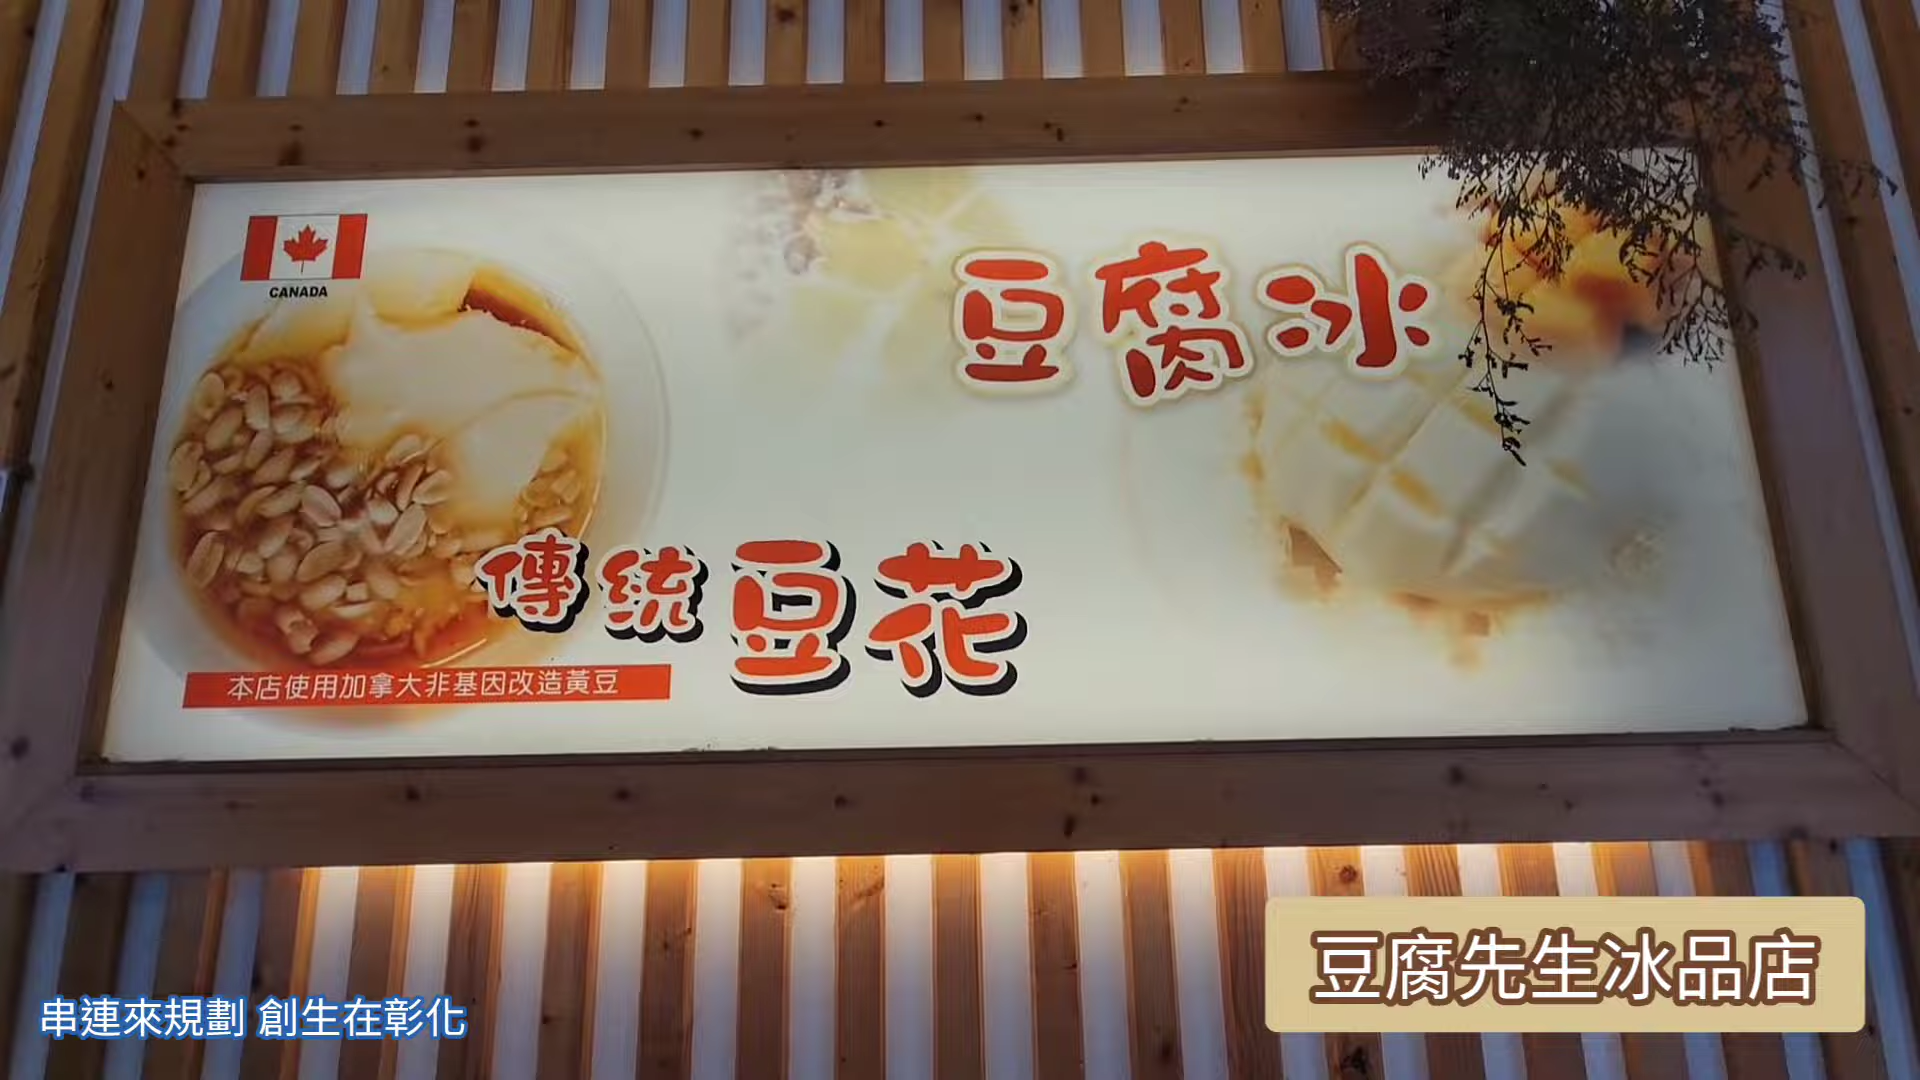 CANADA
豆腐冰
傳統豆花
本店使用加拿大非基因改造黃豆
豆腐先生冰品店
串連來規劃 創生在彰化